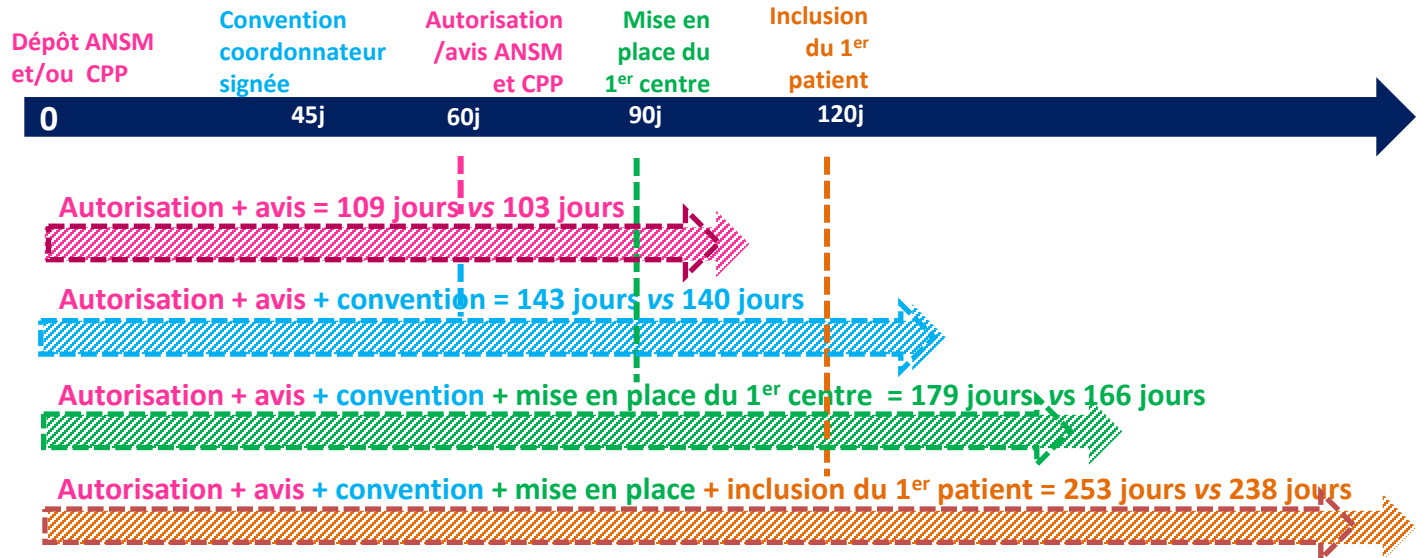 Dépôt ANSM
et/ou CPP
Convention
coordonnateur
signée
Autorisation
/avis ANSM
et CPP
Mise en
place du
1er centre
Inclusion
du 1er
patient
0 45j 60j 90j 120j
Autorisation + avis = 109 jours vs 103 jours
Autorisation + avis + convention = 143 jours vs 140 jours
Autorisation + avis + convention + mise en place du 1er centre = 179 jours vs 166 jours
Autorisation + avis + convention + mise en place + inclusion du 1er patient = 253 jours vs 238 jours